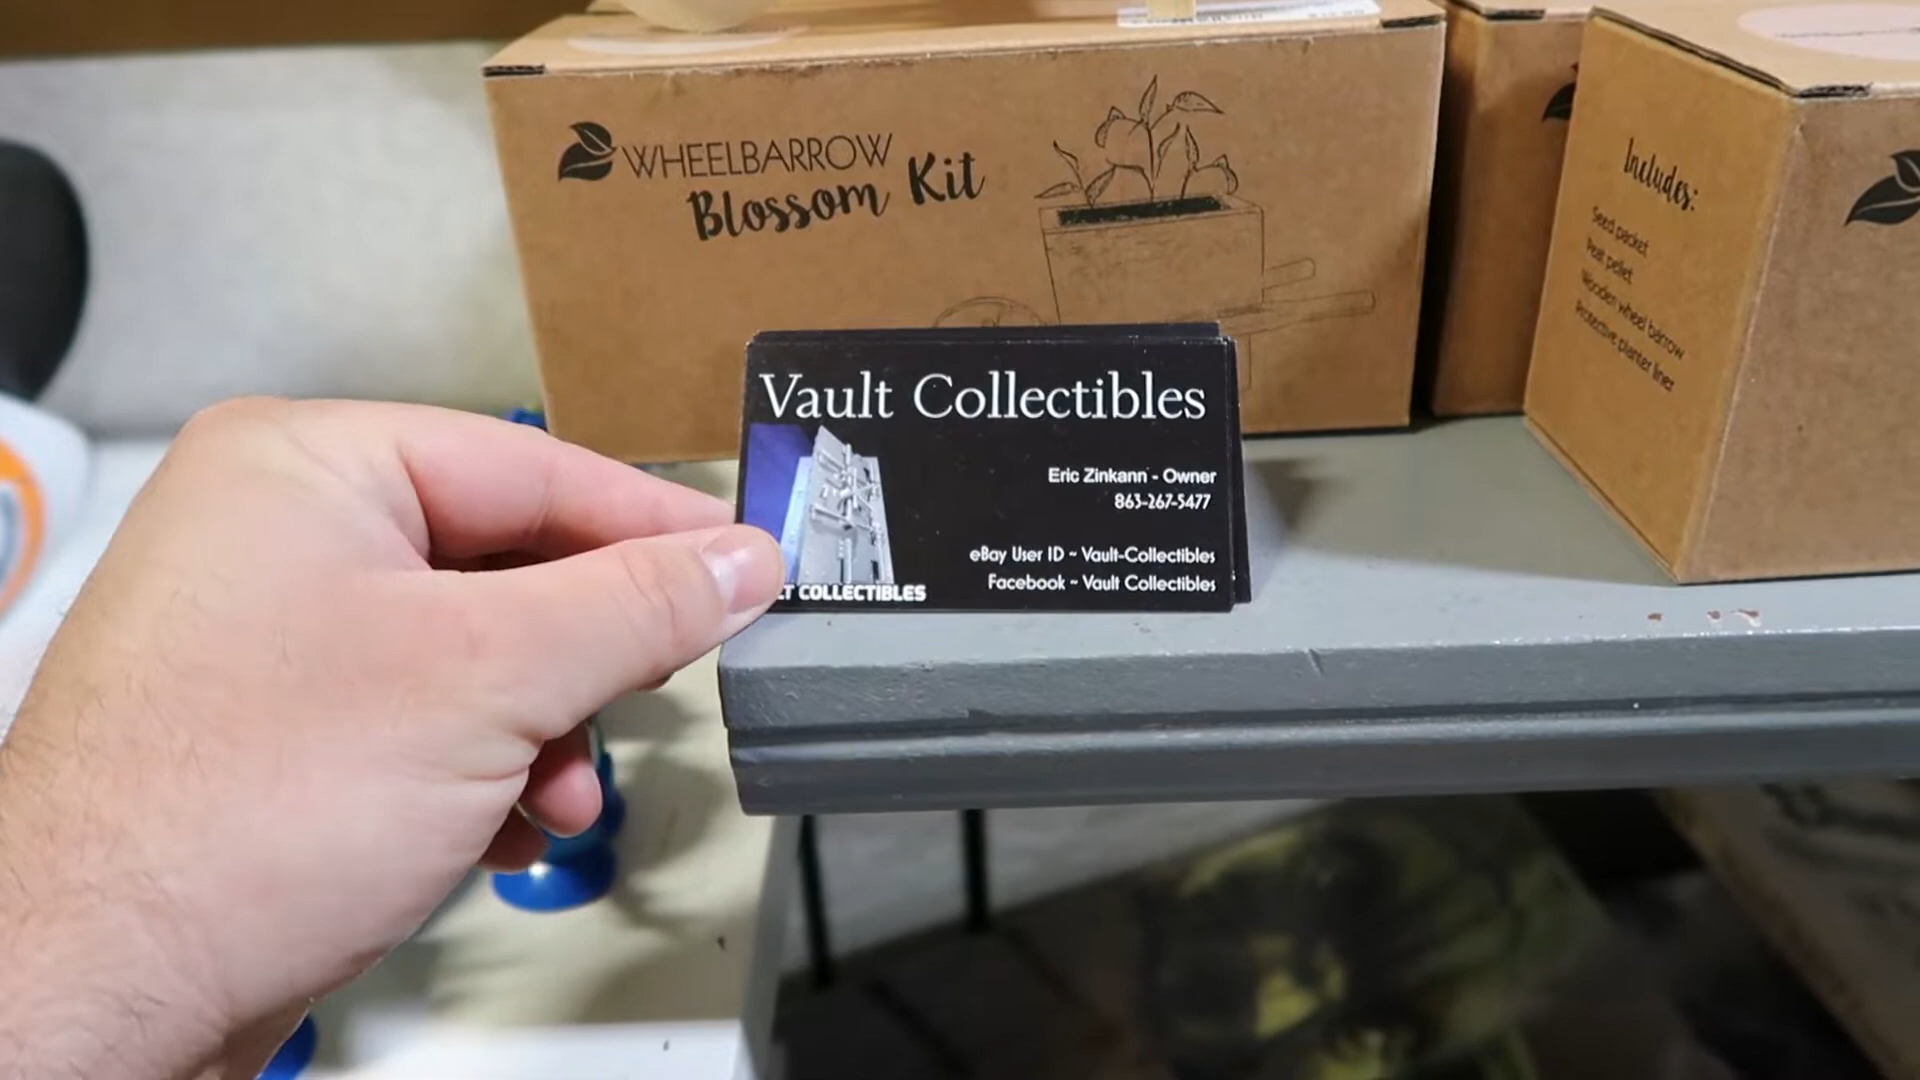 WHEELBARROW
Blossom Kit
Includes:
Seed packet
Peat pellet
Wooden wheel barrow
Protective planter liner
Vault Collectibles
Eric Zinkann - Owner
863-267-5477
eBay User ID ~ Vault-Collectibles
Facebook ~ Vault Collectibles
LT COLLECTIBLES